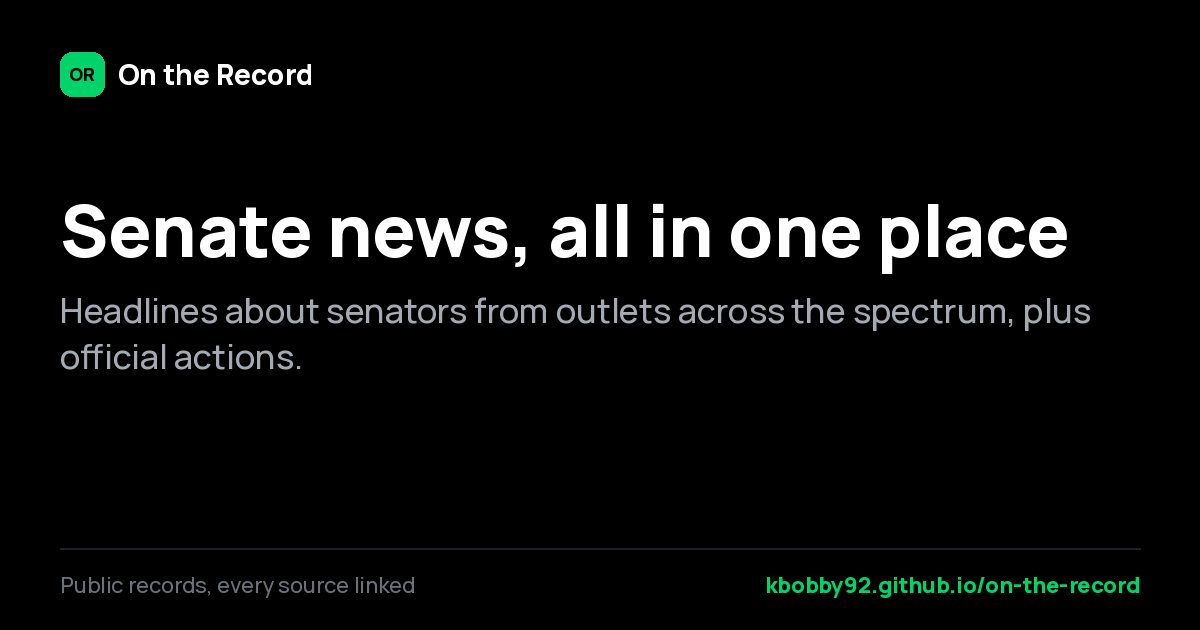 OR On the Record
Senate news, all in one place
Headlines about senators from outlets across the spectrum, plus
official actions.
Public records, every source linked
kbobby92.github.io/on-the-record